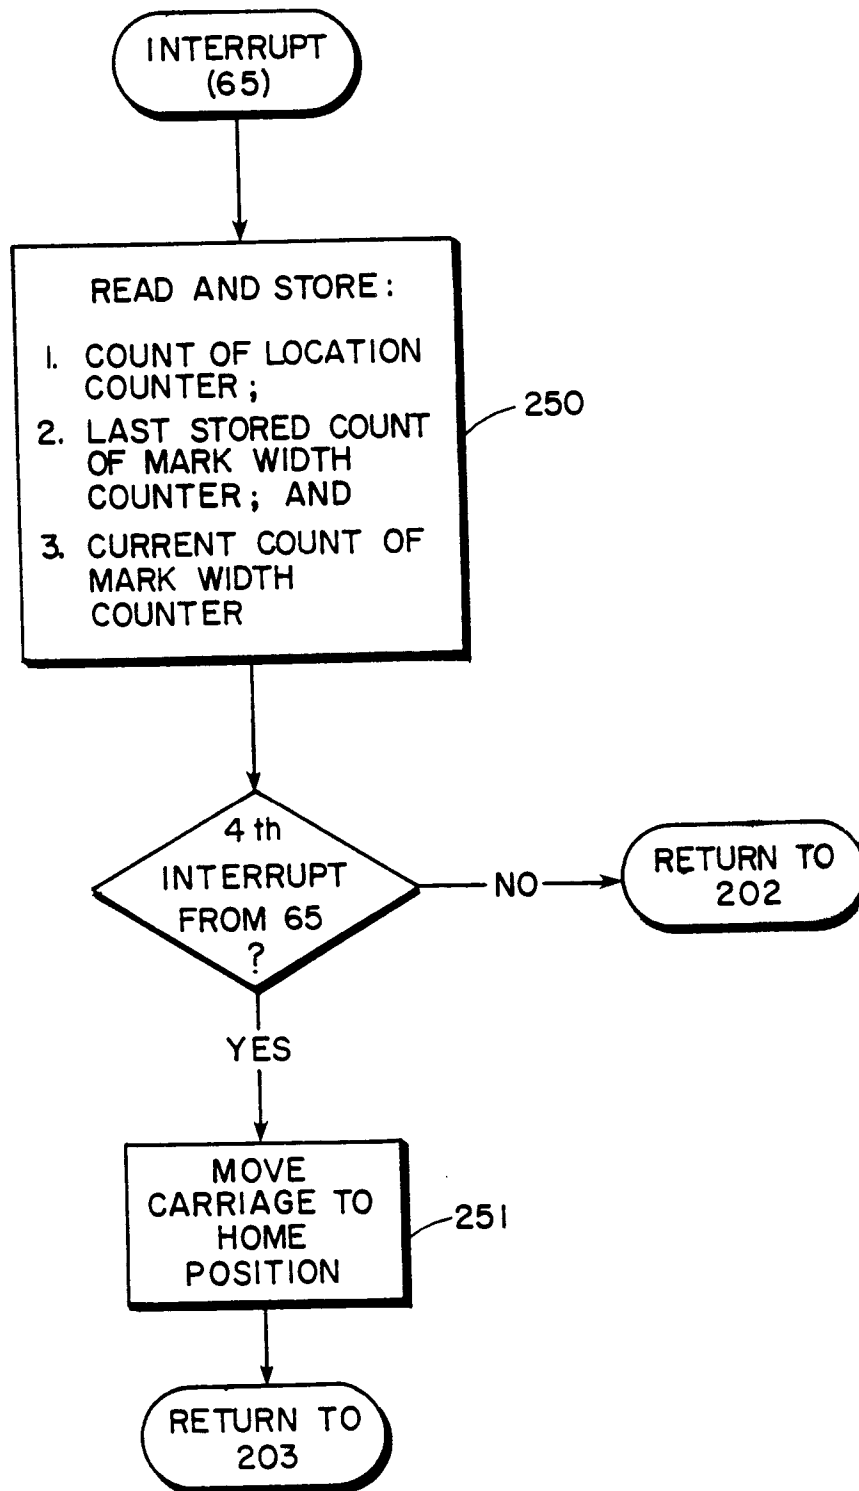 INTERRUPT
(65)
READ AND STORE:
1. COUNT OF LOCATION
COUNTER;
2. LAST STORED COUNT
OF MARK WIDTH
COUNTER; AND
3. CURRENT COUNT OF
MARK WIDTH
COUNTER
250
4 th
INTERRUPT
FROM 65
?
NO
RETURN TO
202
YES
MOVE
CARRIAGE TO
HOME
POSITION
251
RETURN TO
203